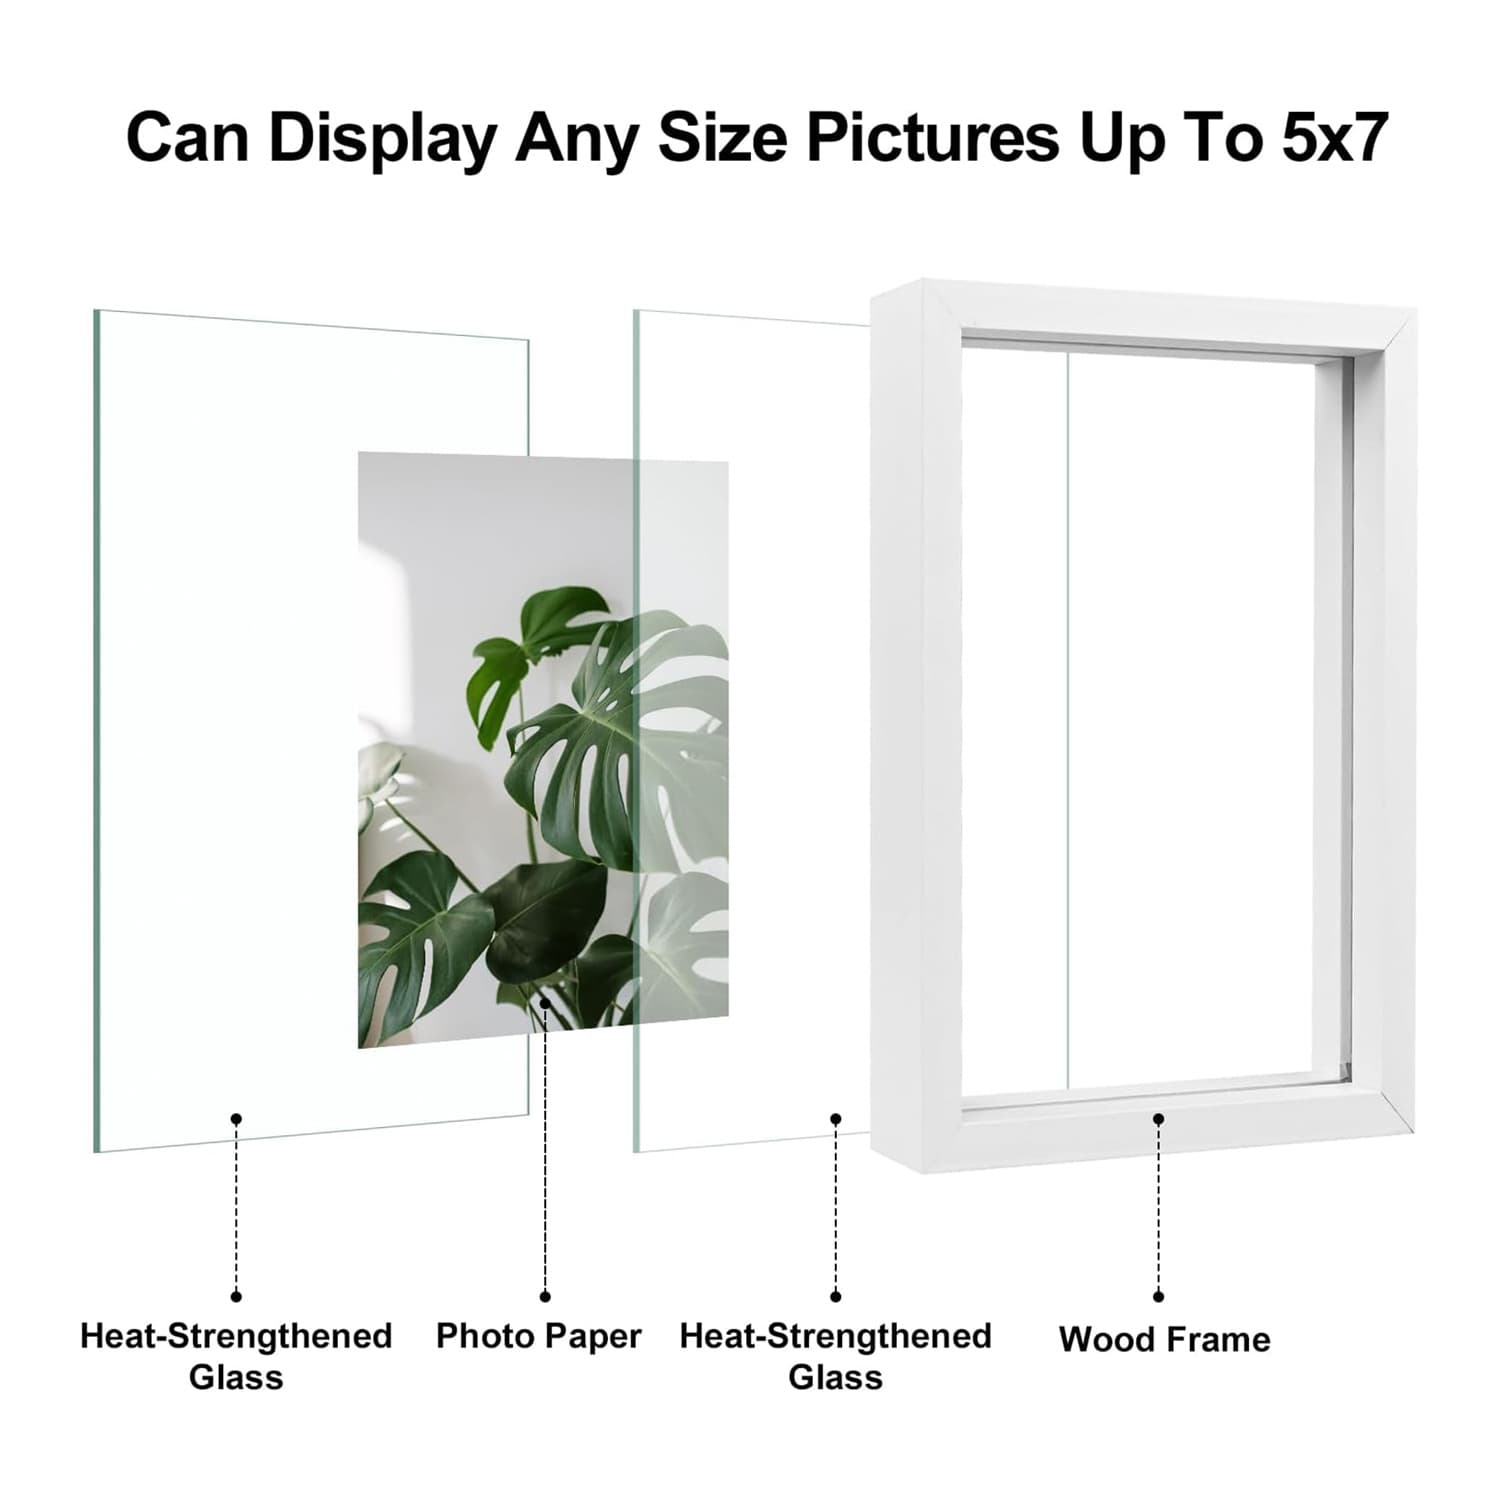 Can Display Any Size Pictures Up To 5x7
Heat-Strengthened
Glass
Photo Paper
Heat-Strengthened
Glass
Wood Frame